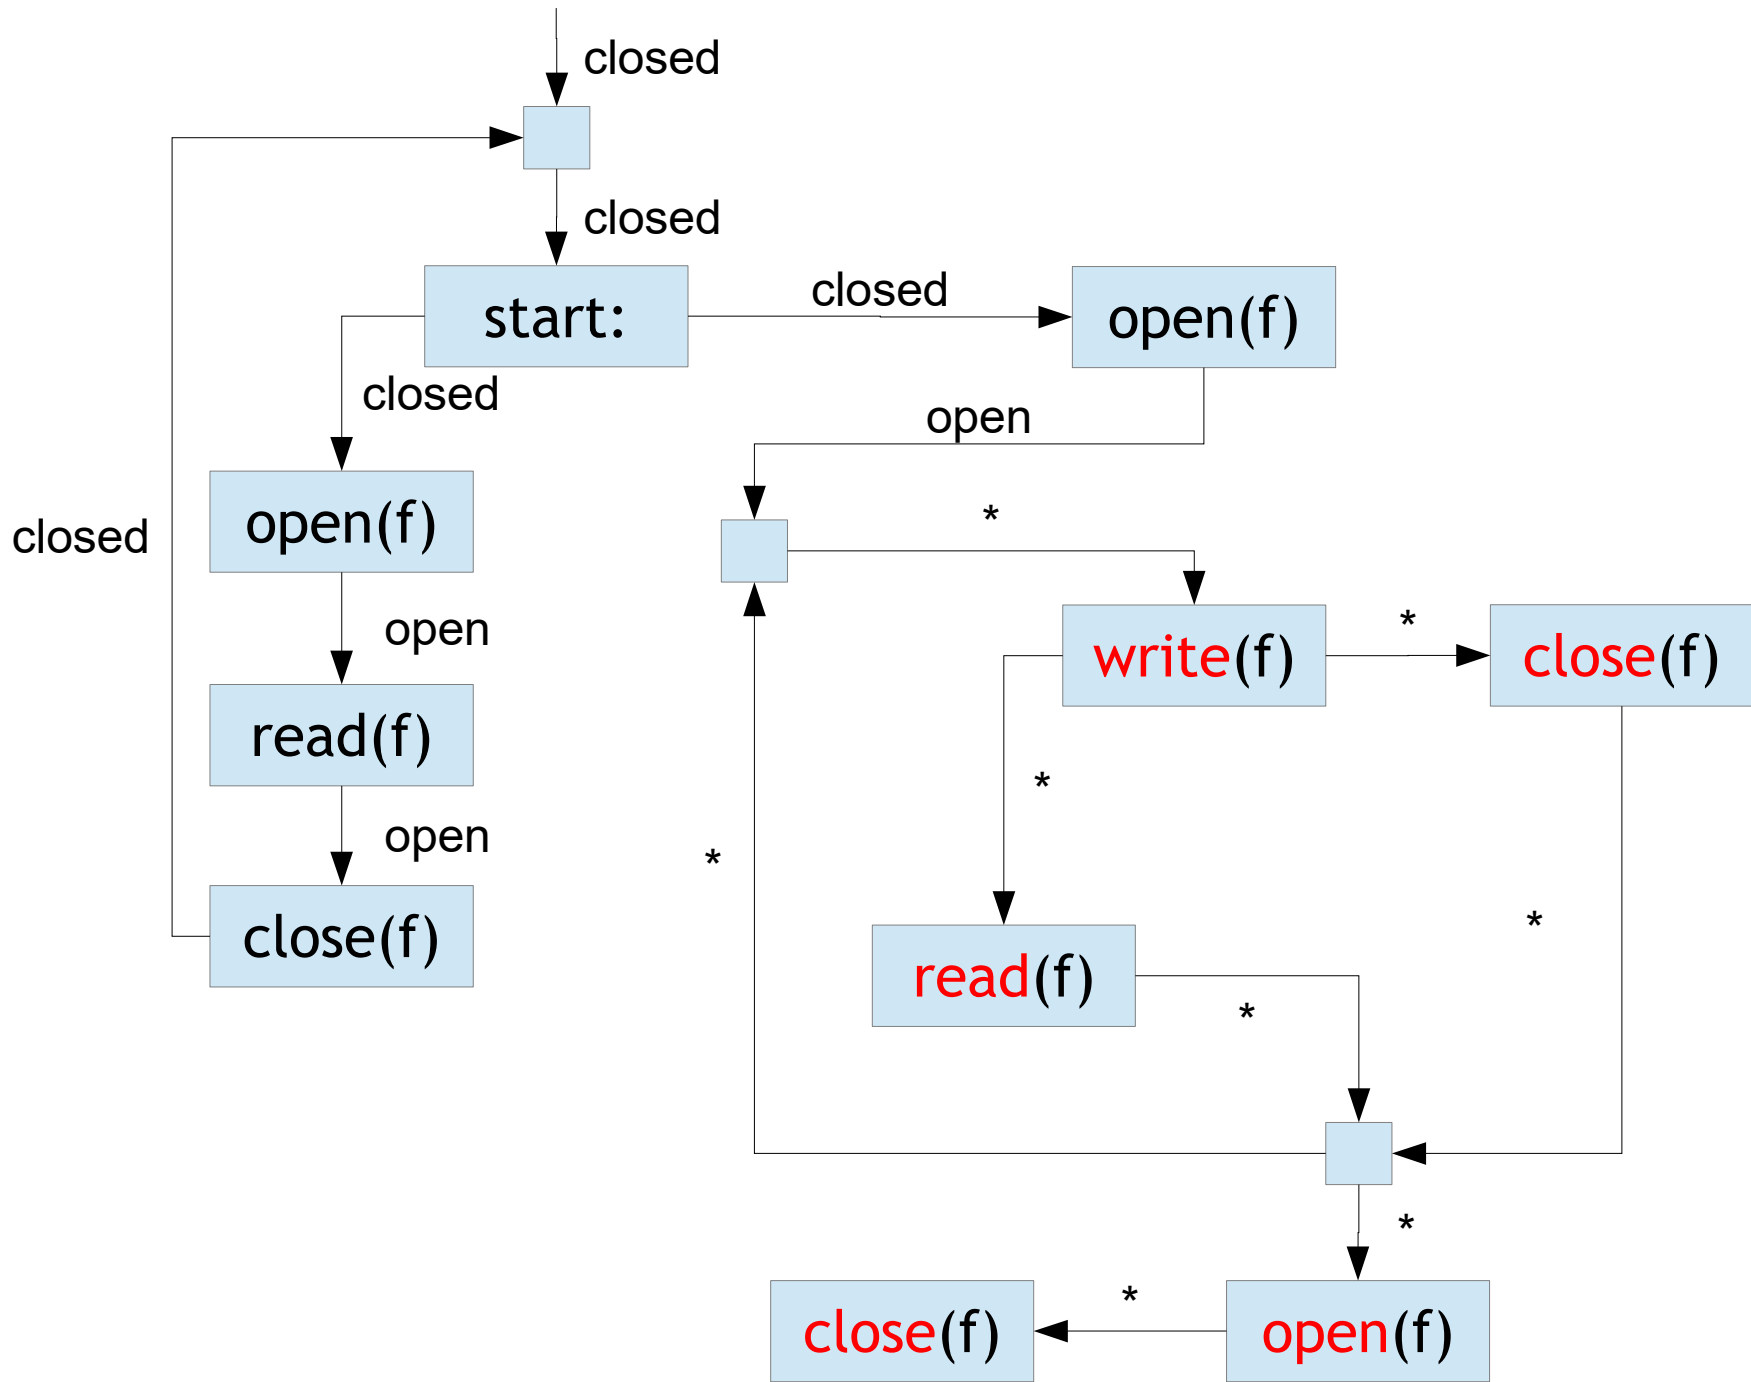 closed
closed
start:
closed
open(f)
closed
open
open(f)
closed
*
open
write(f)
*
close(f)
read(f)
*
open
*
*
close(f)
read(f)
*
*
open(f)
*
close(f)